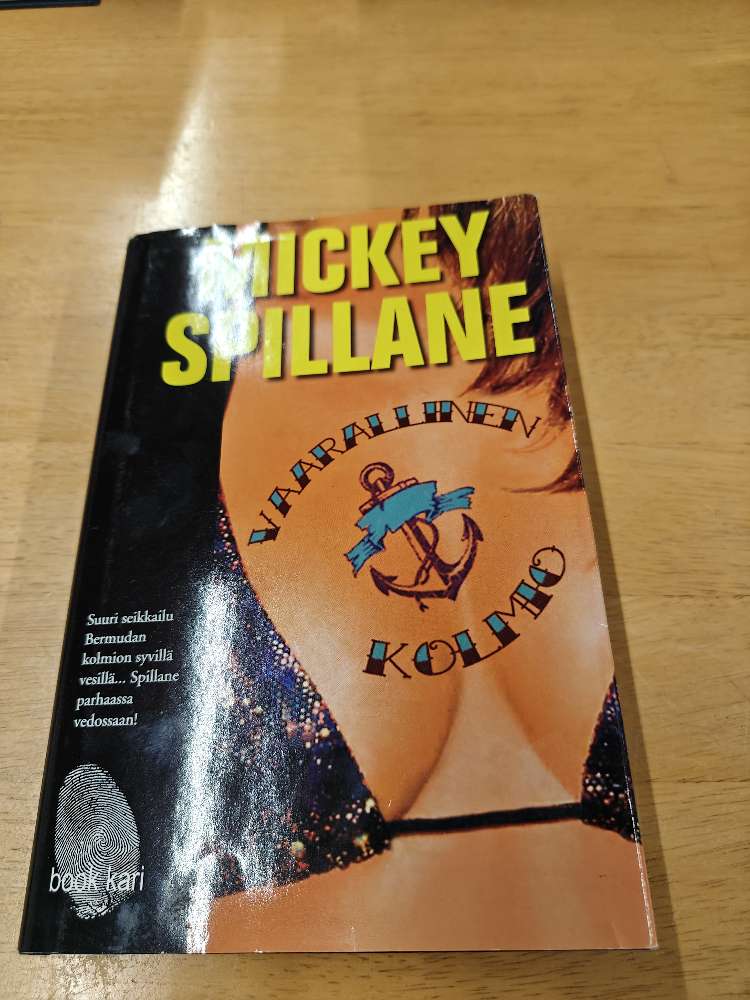 MICKEY
SPILLANE
VAARALLINEN
KOLMIO
Suuri seikkailu
Bermudan
kolmion syvillä
vesillä... Spillane
parhaassa
vedossaan!
book kari